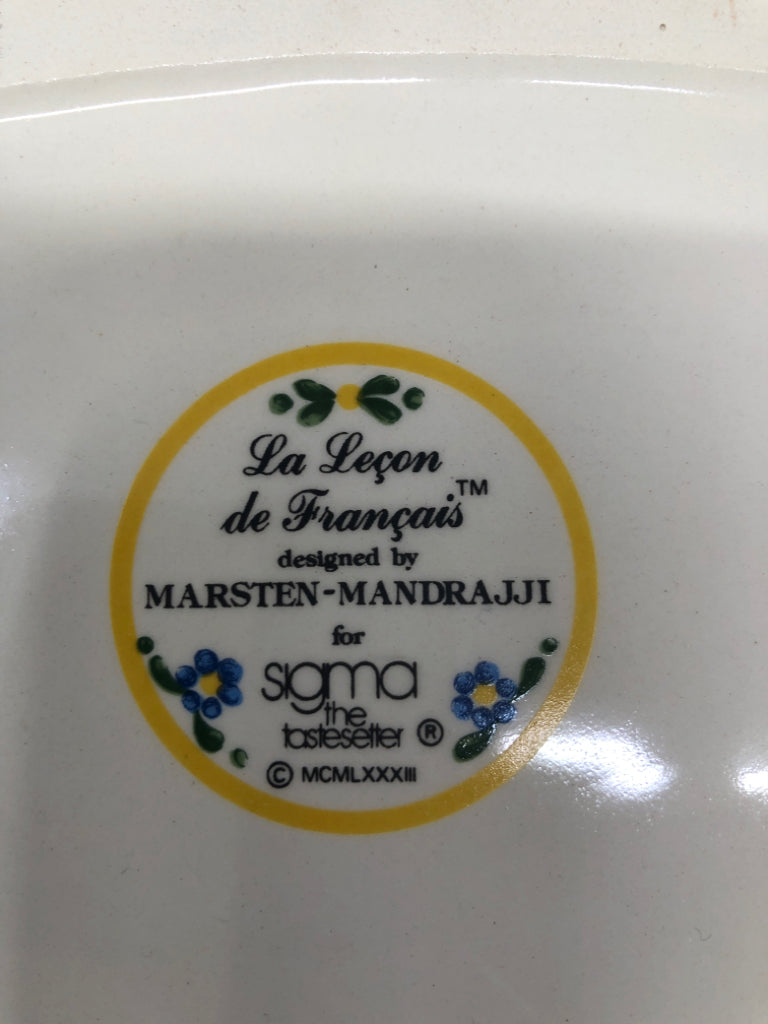 La Leçon
de Français™
designed by
MARSTEN-MANDRAJJI
for
sigma
the
tastesetter ®
© MCMLXXXIII